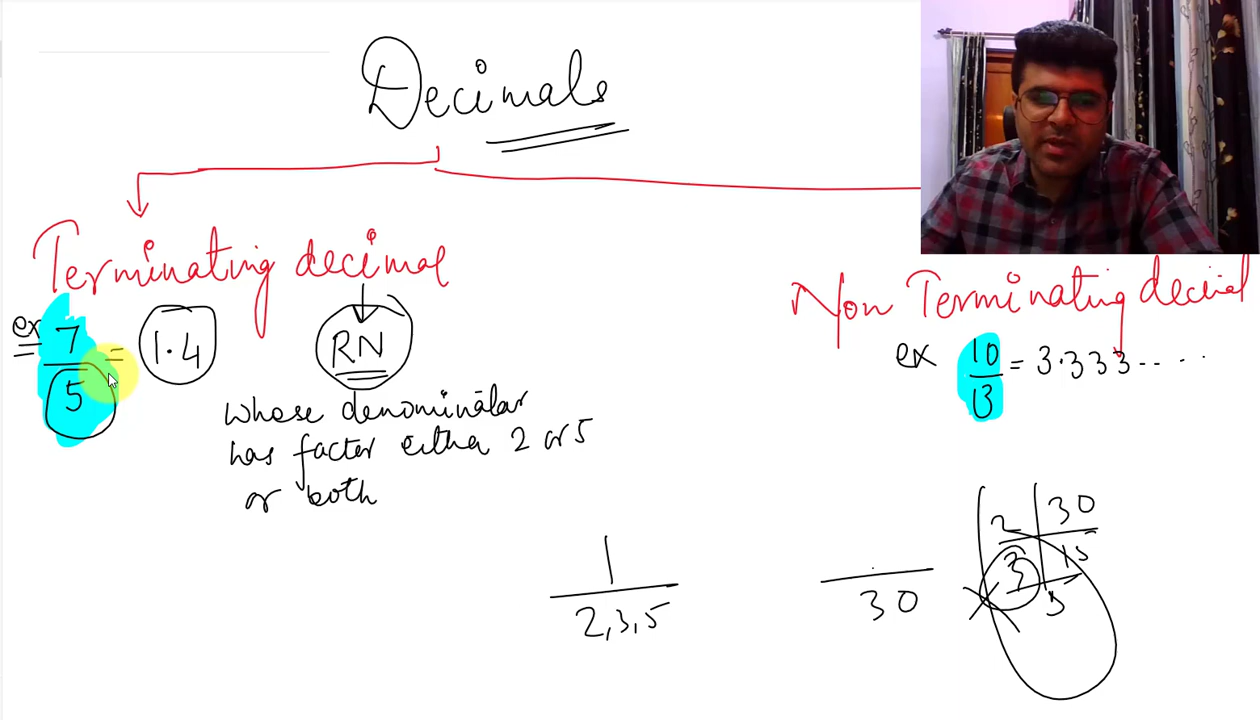 Decimals
Terminating decimal
Non Terminating decimal
ex 7/5 = 1.4
RN
whose denominator
has factor either 2 or 5
or both
ex 10/13 = 3.333-- - -
1
2,3,5
30
2 30
3 15
5